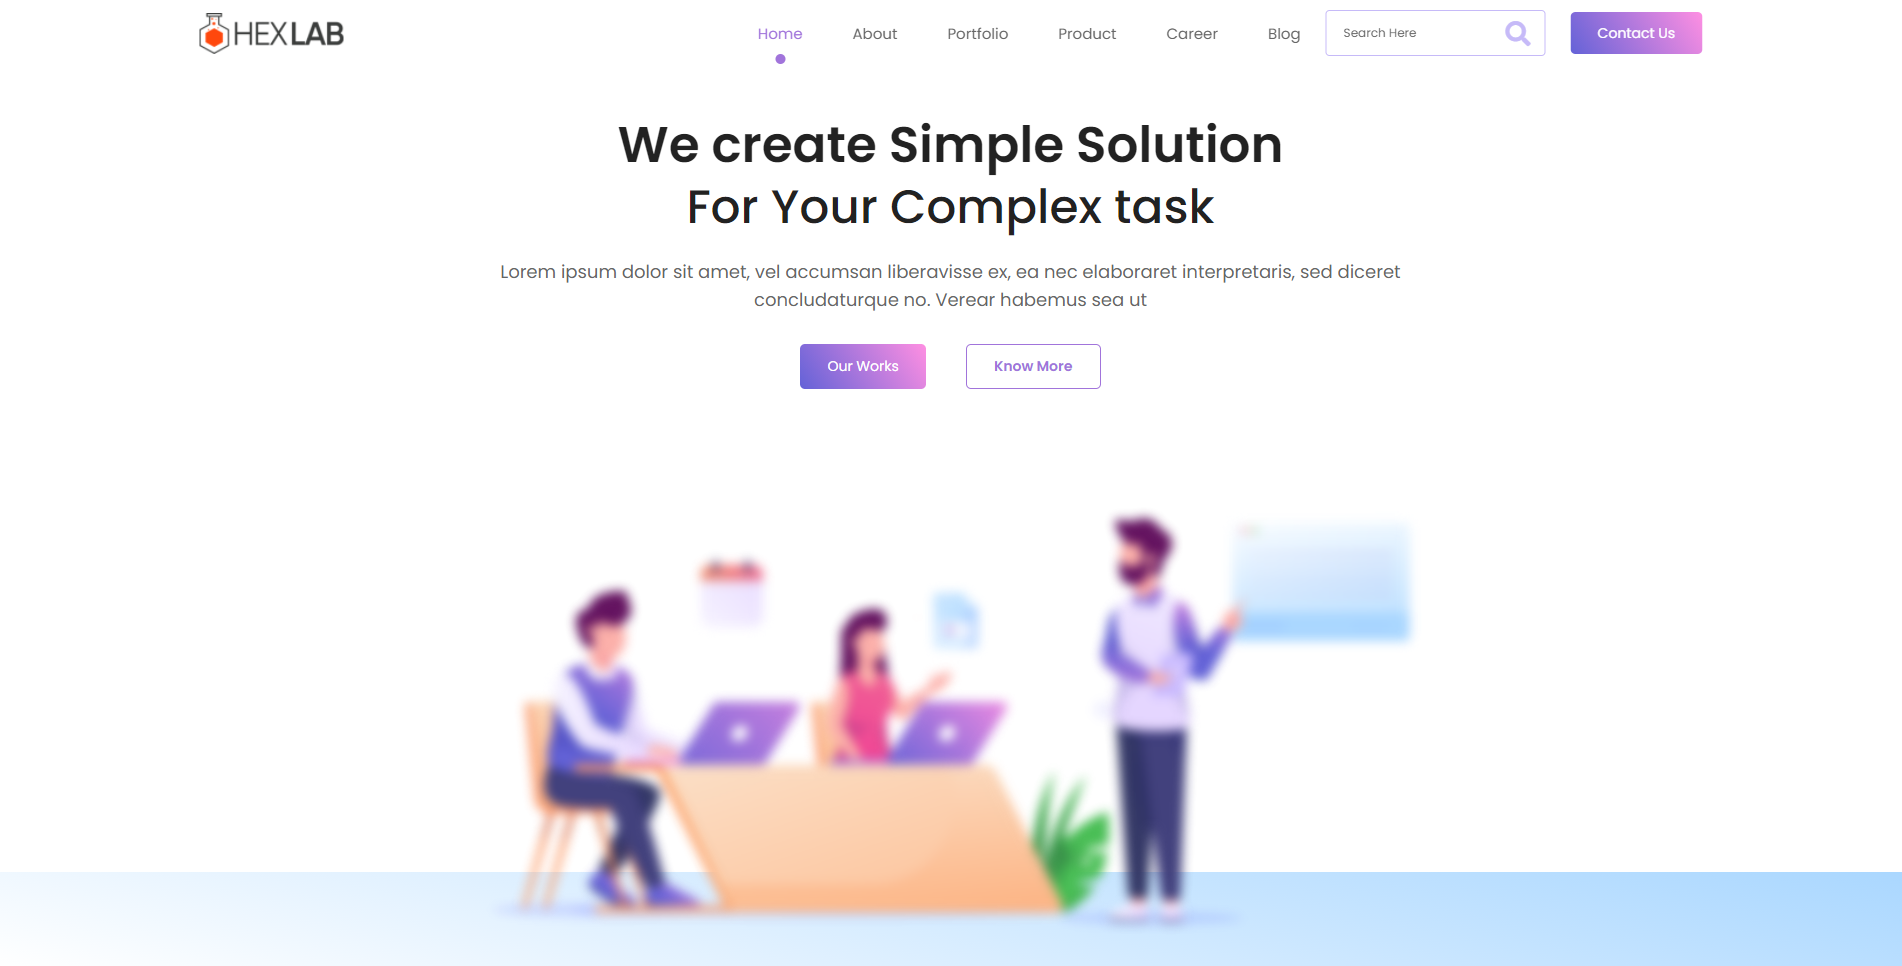 HEXLAB
Home About Portfolio Product Career Blog Search Here Contact Us
We create Simple Solution
For Your Complex task
Lorem ipsum dolor sit amet, vel accumsan liberavisse ex, ea nec elaboraret interpretaris, sed diceret
concludaturque no. Verear habemus sea ut
Our Works Know More